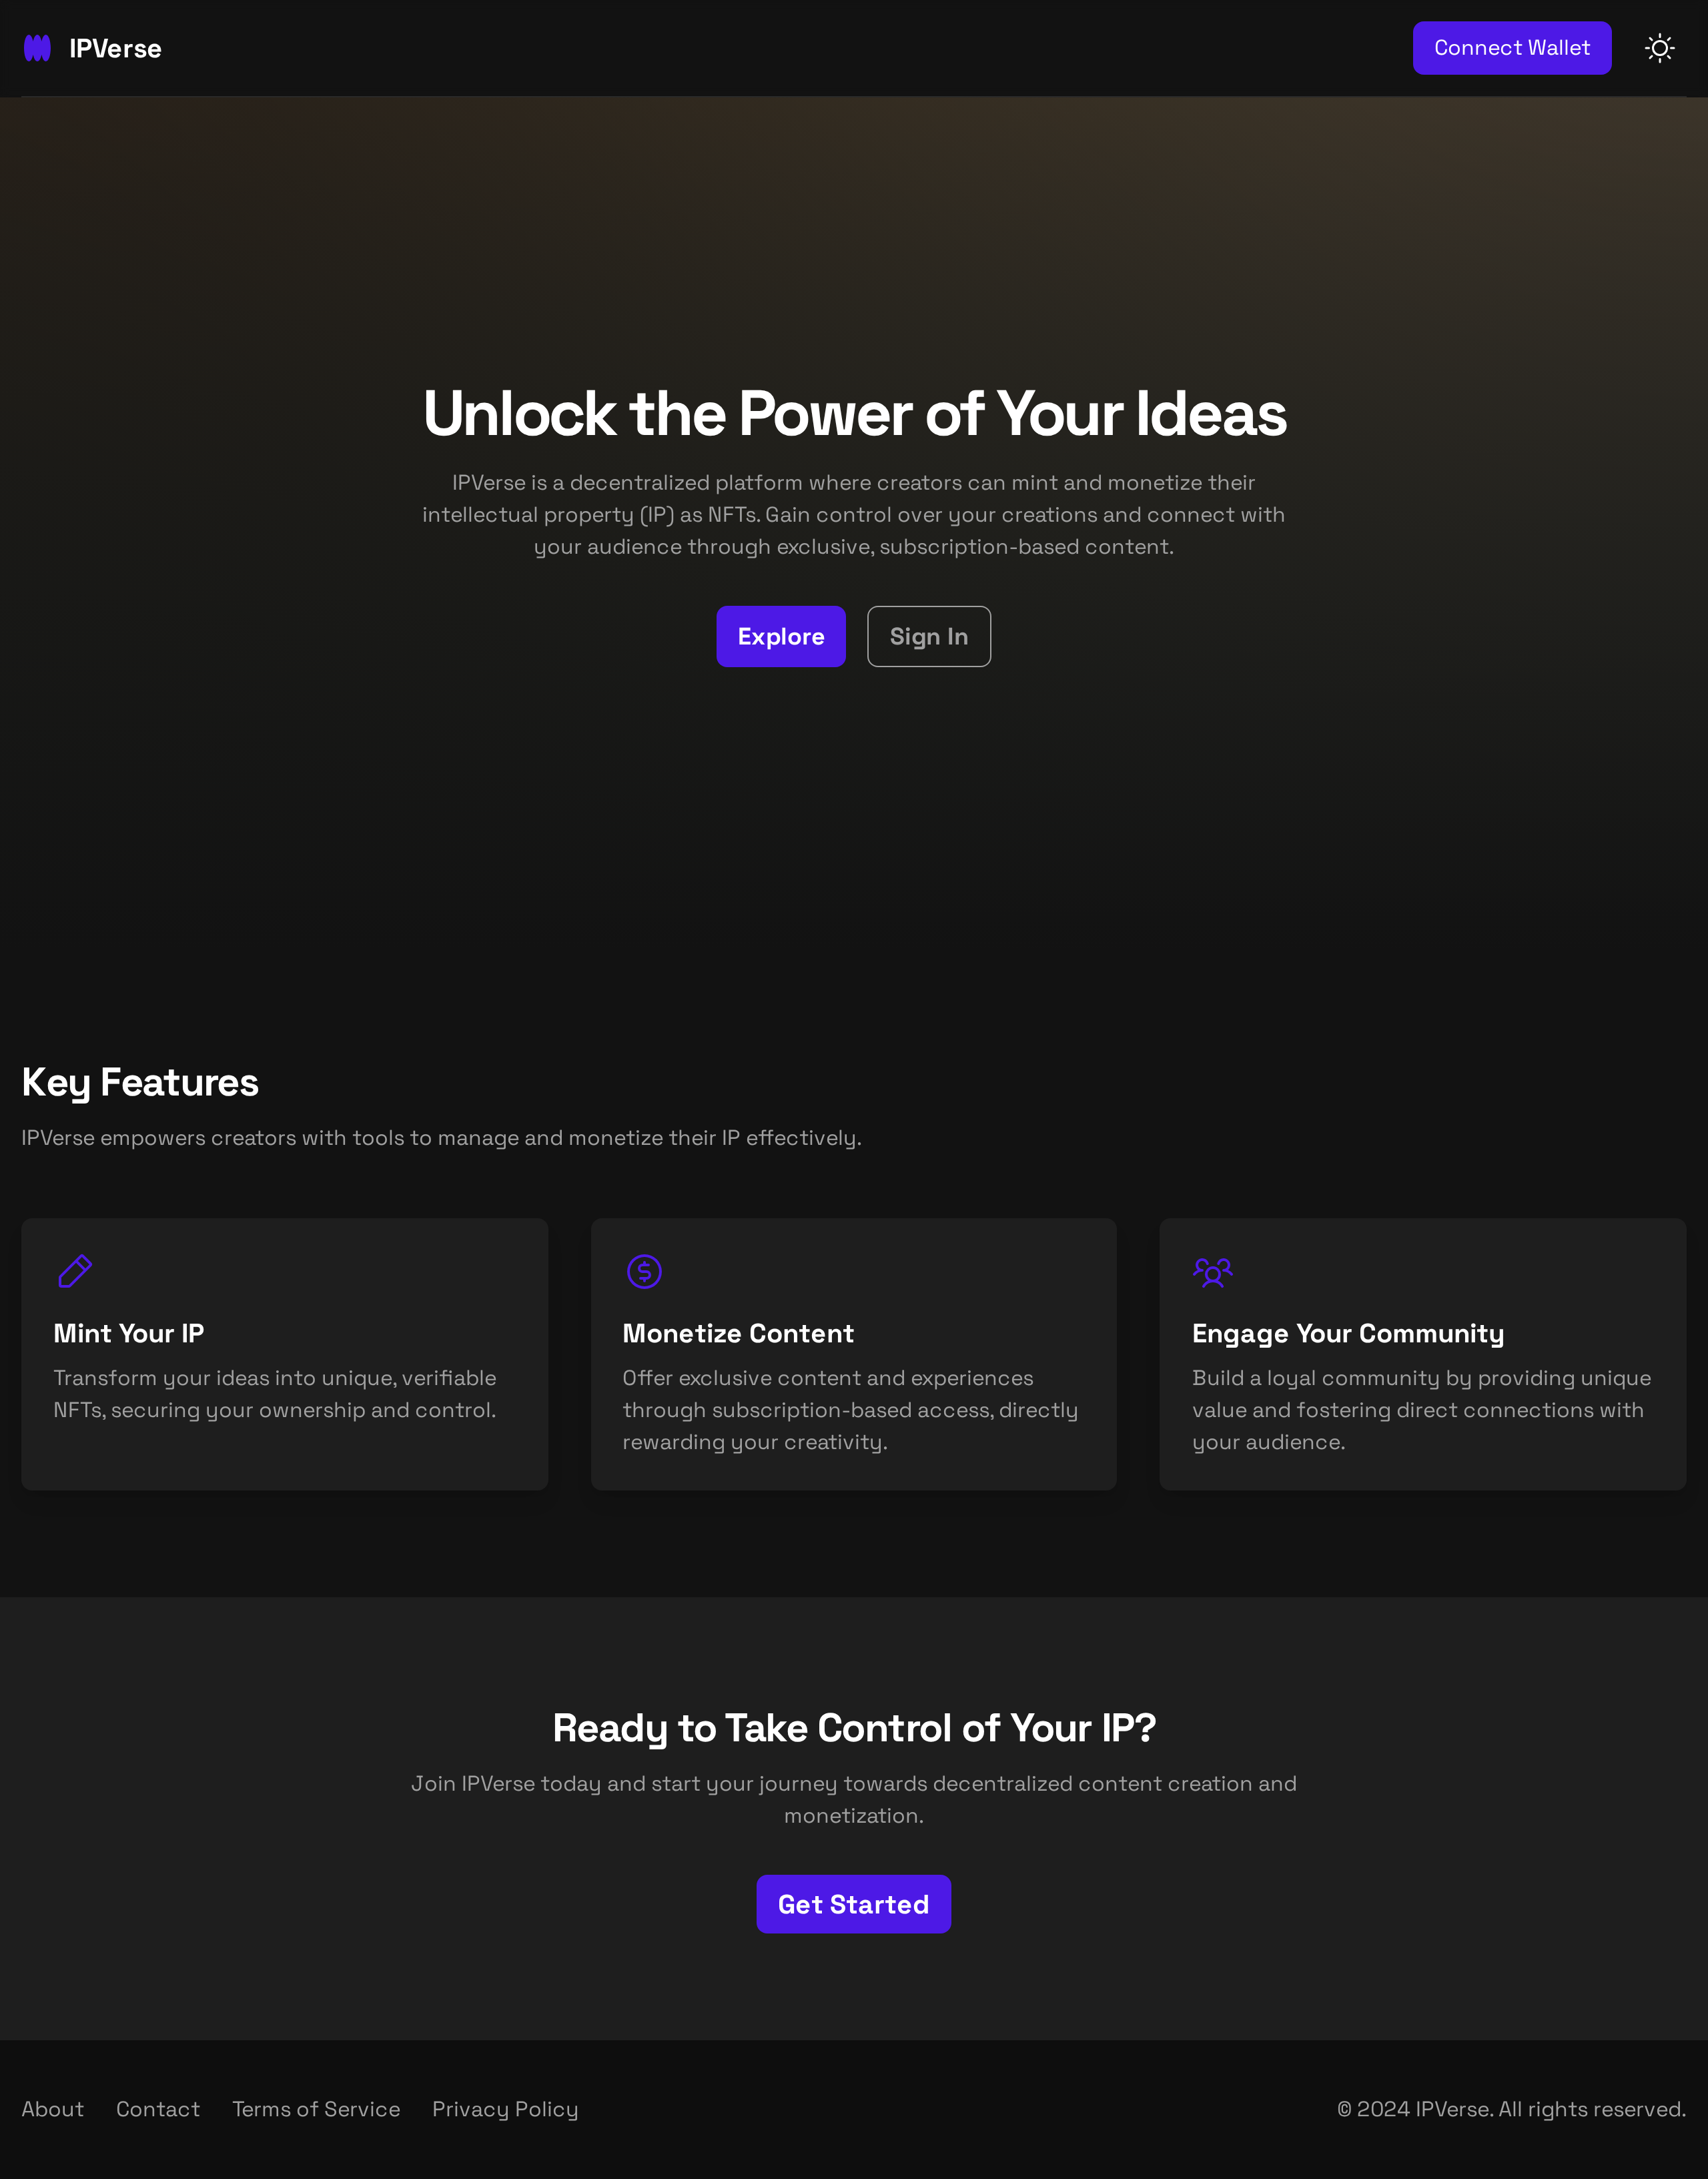 IPVerse
Connect Wallet
Unlock the Power of Your Ideas
IPVerse is a decentralized platform where creators can mint and monetize their
intellectual property (IP) as NFTs. Gain control over your creations and connect with
your audience through exclusive, subscription-based content.
Explore
Sign In
Key Features
IPVerse empowers creators with tools to manage and monetize their IP effectively.
Mint Your IP
Transform your ideas into unique, verifiable
NFTs, securing your ownership and control.
Monetize Content
Offer exclusive content and experiences
through subscription-based access, directly
rewarding your creativity.
Engage Your Community
Build a loyal community by providing unique
value and fostering direct connections with
your audience.
Ready to Take Control of Your IP?
Join IPVerse today and start your journey towards decentralized content creation and
monetization.
Get Started
About Contact Terms of Service Privacy Policy
© 2024 IPVerse. All rights reserved.